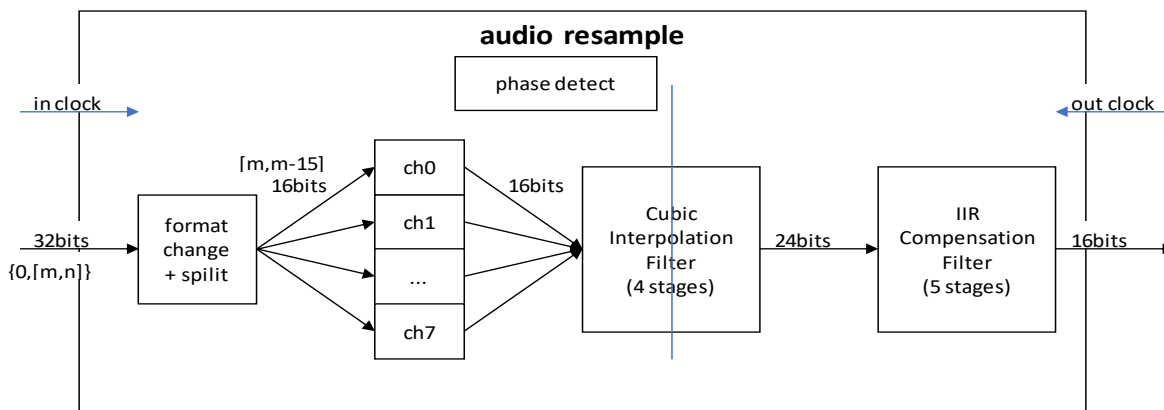 audio resample
phase detect
in clock
out clock
[m,m-15]
16bits
ch0
16bits
ch1
...
ch7
format
change
+ spilit
32bits
{0,[m,n]}
Cubic
Interpolation
Filter
(4 stages)
24bits
IIR
Compensation
Filter
(5 stages)
16bits